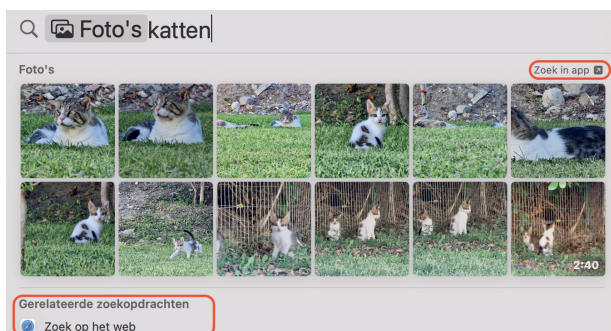 Foto's katten
Foto's
Zoek in app
2:40
Gerelateerde zoekopdrachten
Zoek op het web